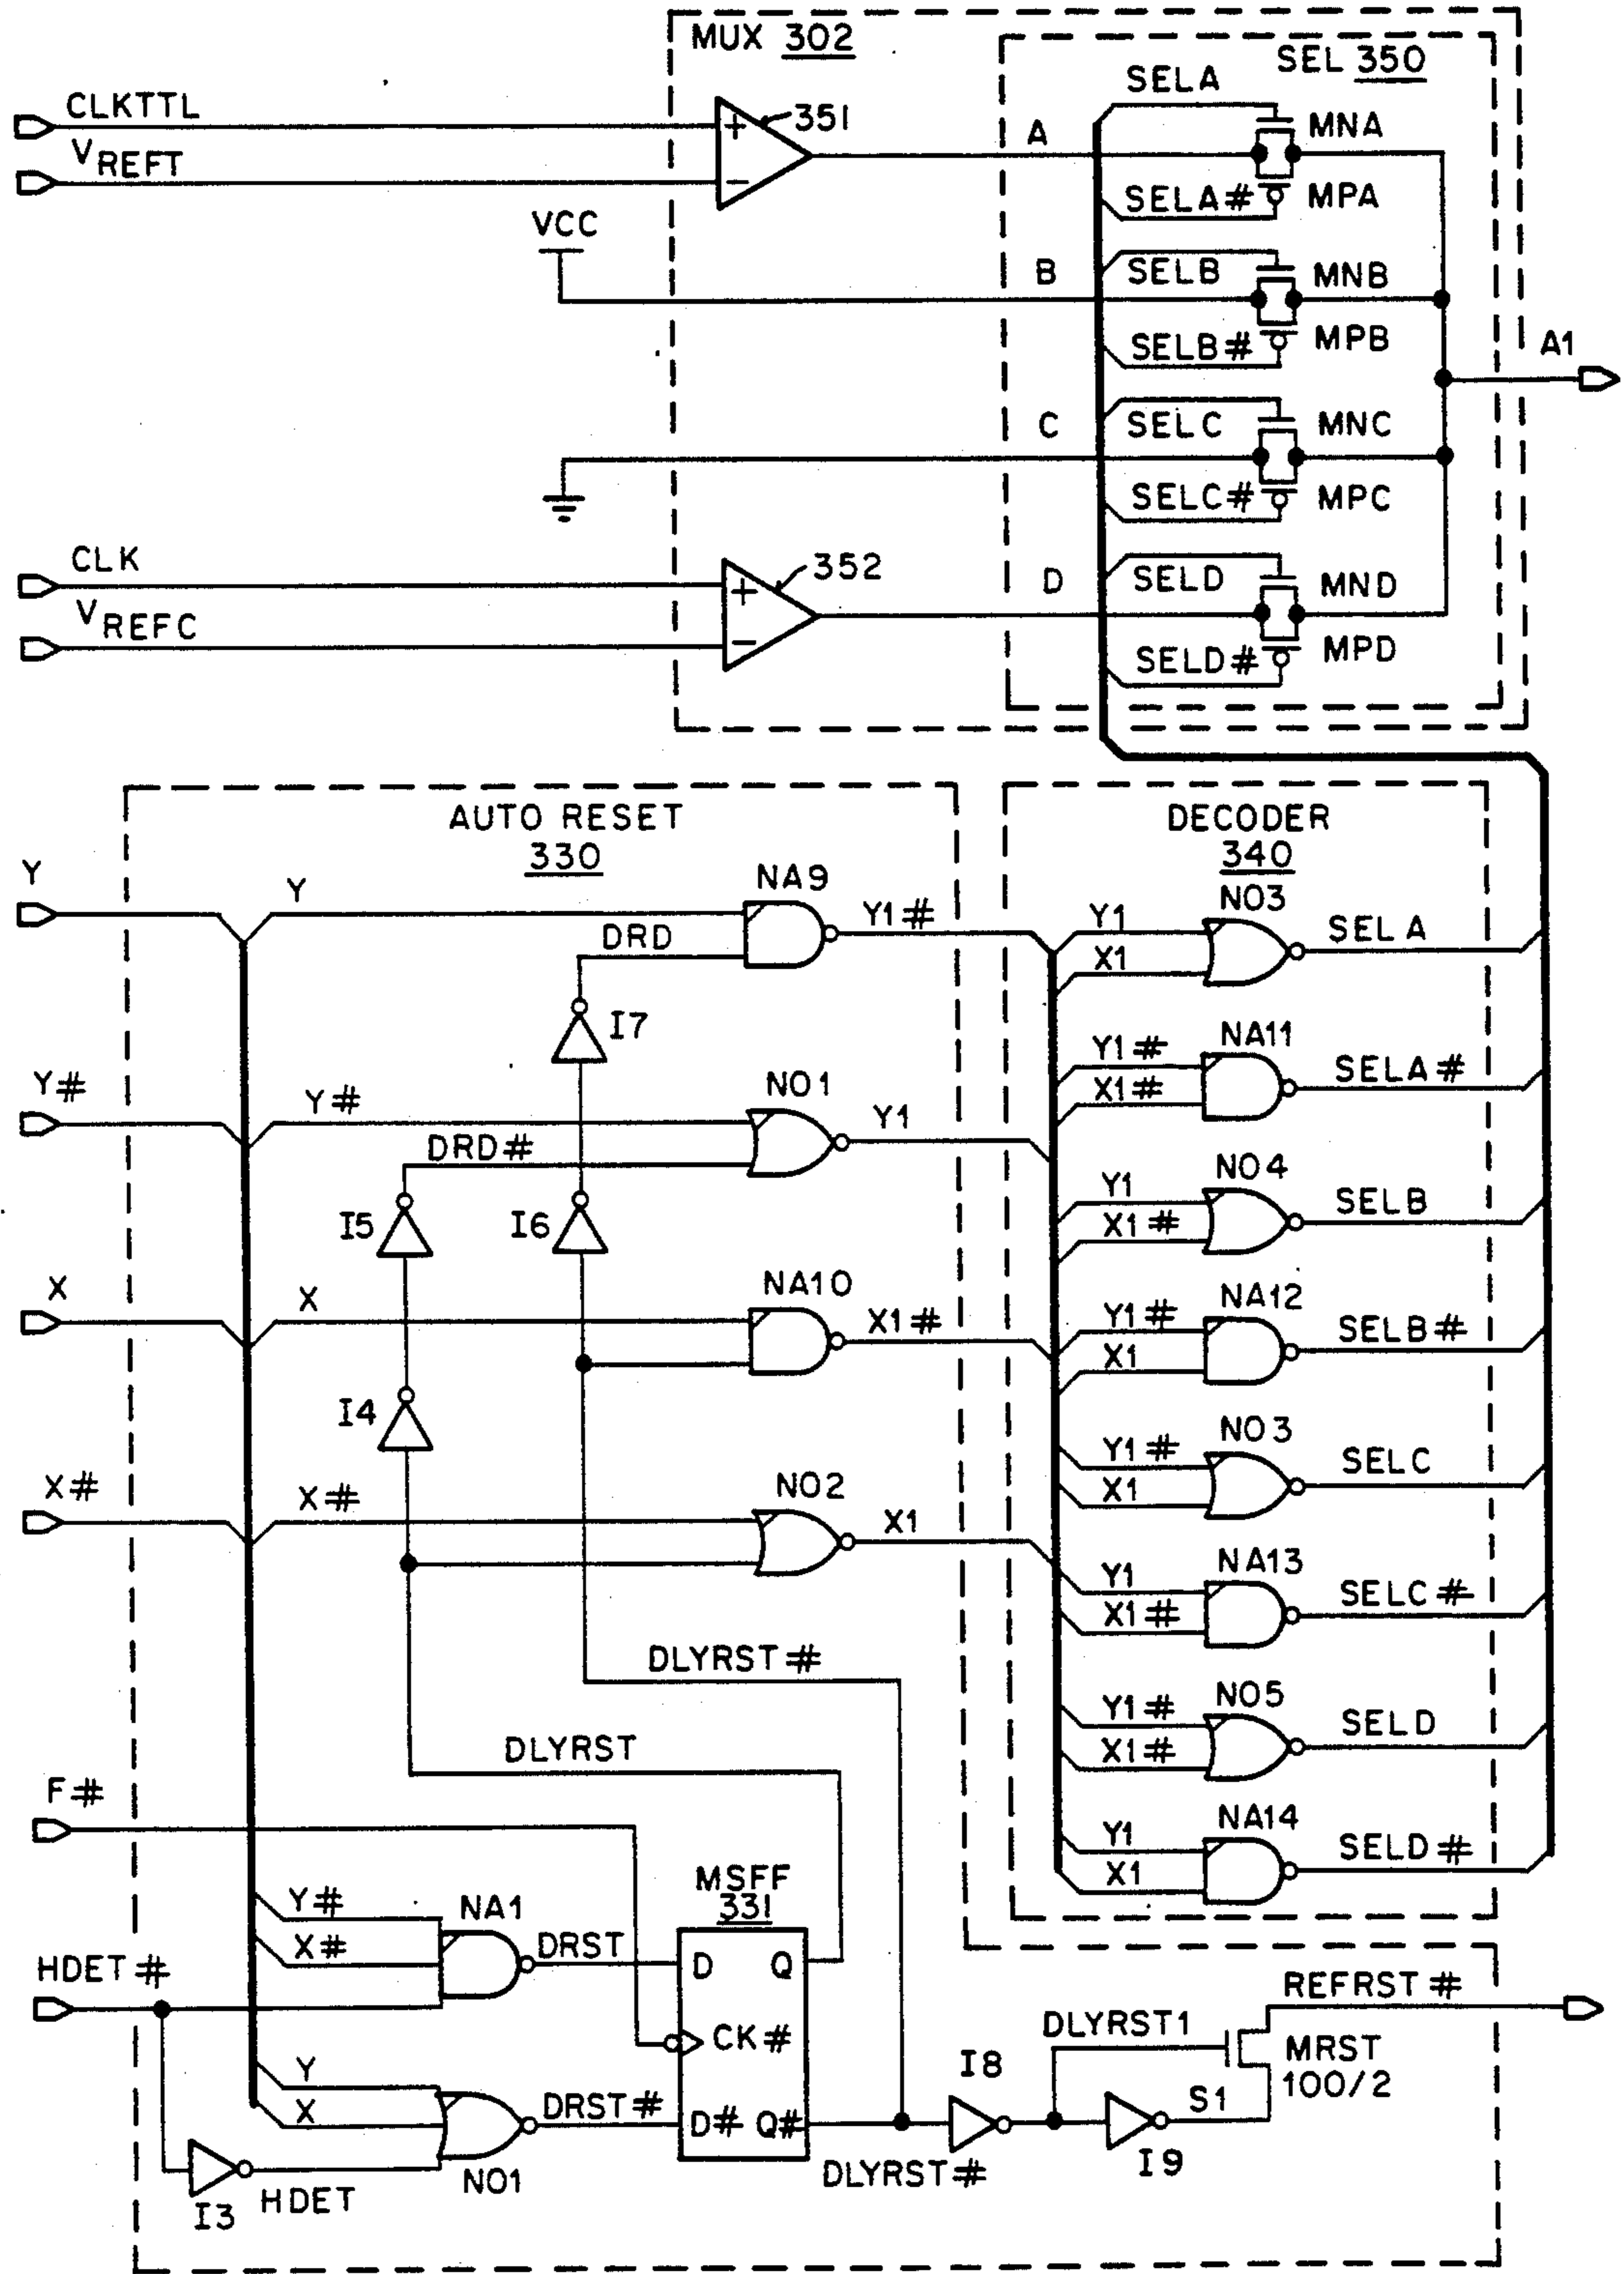 MUX 302
SEL 350
CLKTTL
VREFT
+
−
351
A
SELA
MNA
SELA#
MPA
VCC
B
SELB
MNB
SELB#
MPB
A1
C
SELC
MNC
SELC#
MPC
CLK
VREFC
+
−
352
D
SELD
MND
SELD#
MPD
AUTO RESET
330
DECODER
340
Y
Y
NA9
DRD
Y1#
Y1
X1
NO3
SELA
I7
Y1#
X1#
NA11
SELA#
Y#
Y#
NO1
DRD#
Y1
I5
I6
Y1
X1#
NO4
SELB
X
X
NA10
X1#
Y1#
X1
NA12
SELB#
I4
Y1#
X1
NO3
SELC
X#
X#
NO2
X1
Y1
X1#
NA13
SELC#
DLYRST#
Y1#
X1#
NO5
SELD
DLYRST
F#
Y1
X1
NA14
SELD#
MSFF
331
Y#
X#
NA1
DRST
D
Q
HDET#
CK#
REFRST#
DLYRST1
MRST
100/2
Y
X
NO1
DRST#
D#
Q#
DLYRST#
I8
S1
I9
I3
HDET